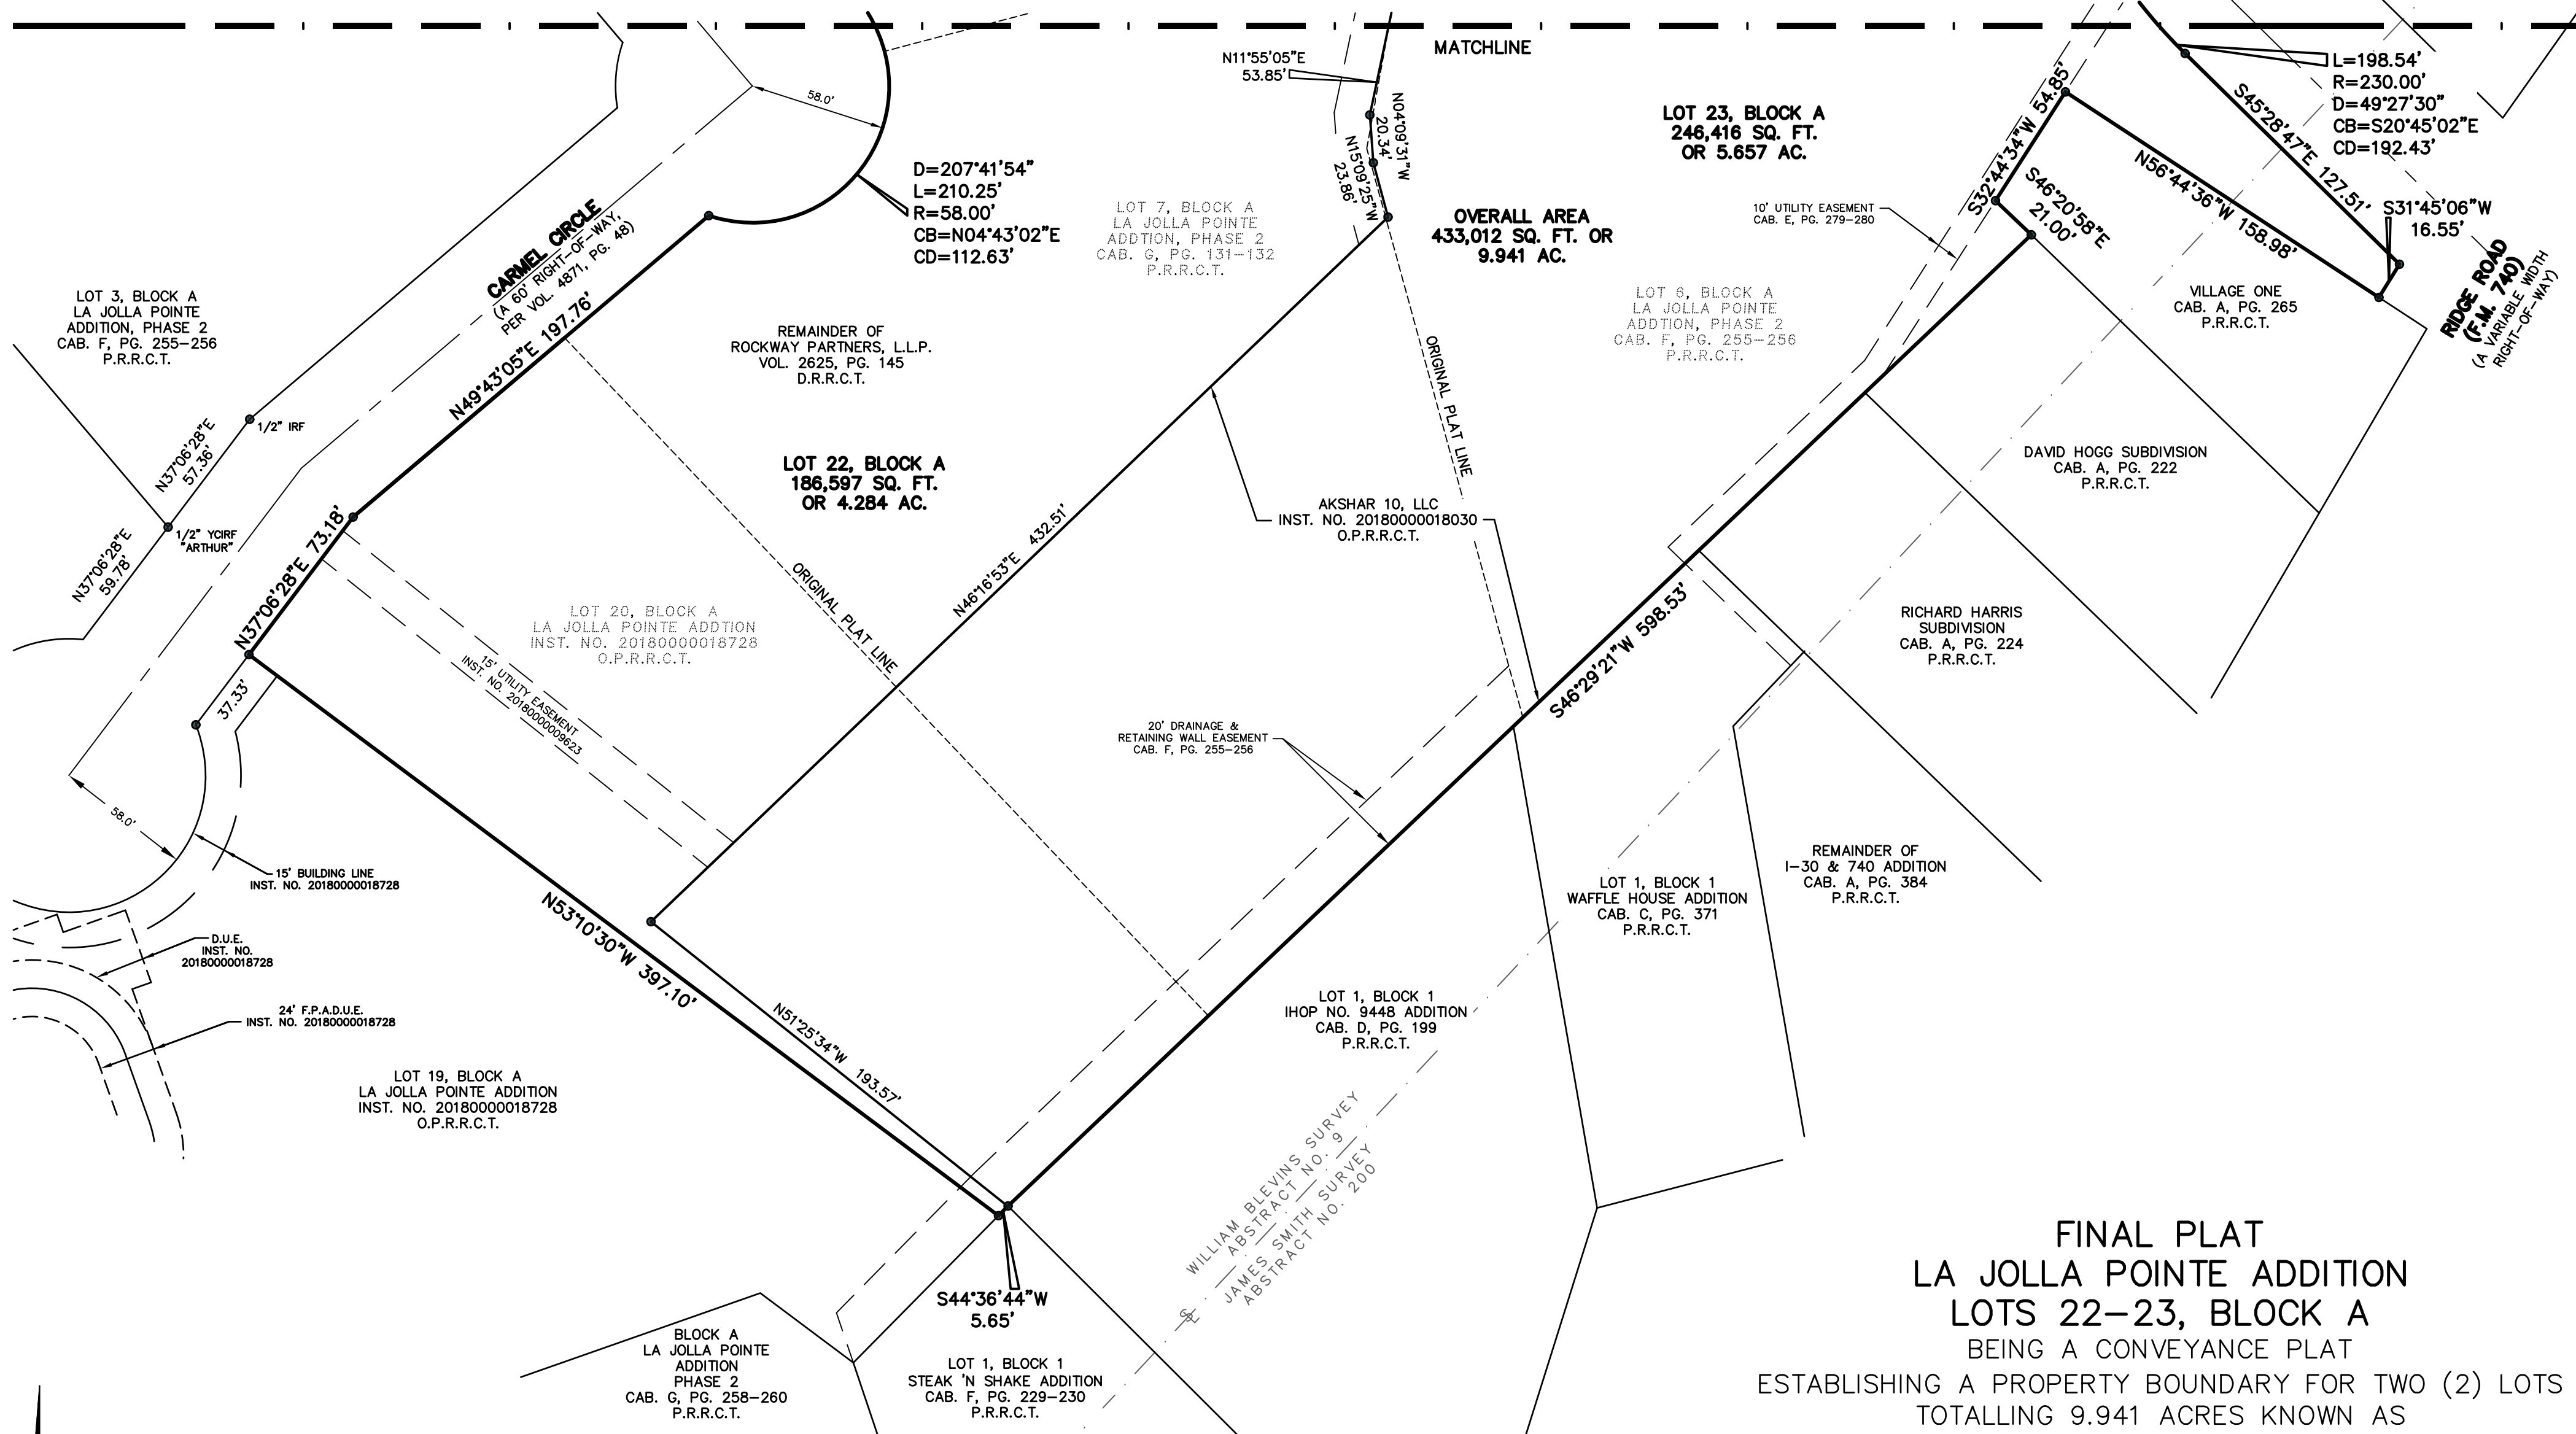 MATCHLINE
N11°55'05"E
53.85'
N04°09'31"W
20.34'
N15°09'25"W
23.86'
58.0'
D=207°41'54"
L=210.25'
R=58.00'
CB=N04°43'02"E
CD=112.63'
LOT 7, BLOCK A
LA JOLLA POINTE
ADDTION, PHASE 2
CAB. G, PG. 131-132
P.R.R.C.T.
LOT 23, BLOCK A
246,416 SQ. FT.
OR 5.657 AC.
OVERALL AREA
433,012 SQ. FT. OR
9.941 AC.
10' UTILITY EASEMENT
CAB. E, PG. 279-280
S32°44'34"W 54.85'
S46°20'58"E
21.00'
N56°44'36"W 158.98'
S45°28'47"E 127.51'
L=198.54'
R=230.00'
D=49°27'30"
CB=S20°45'02"E
CD=192.43'
S31°45'06"W
16.55'
RIDGE ROAD
(F.M. 740)
(A VARIABLE WIDTH
RIGHT-OF-WAY)
VILLAGE ONE
CAB. A, PG. 265
P.R.R.C.T.
LOT 3, BLOCK A
LA JOLLA POINTE
ADDITION, PHASE 2
CAB. F, PG. 255-256
P.R.R.C.T.
CARMEL CIRCLE
(A 60' RIGHT-OF-WAY,
PER VOL. 4871, PG. 48)
N49°43'05"E 197.76'
REMAINDER OF
ROCKWAY PARTNERS, L.L.P.
VOL. 2625, PG. 145
D.R.R.C.T.
LOT 6, BLOCK A
LA JOLLA POINTE
ADDTION, PHASE 2
CAB. F, PG. 255-256
P.R.R.C.T.
ORIGINAL PLAT LINE
N37°06'28"E
57.36'
1/2" IRF
N37°06'28"E
59.78'
1/2" YCIRF
"ARTHUR"
N37°06'28"E 73.18'
37.33'
LOT 22, BLOCK A
186,597 SQ. FT.
OR 4.284 AC.
DAVID HOGG SUBDIVISION
CAB. A, PG. 222
P.R.R.C.T.
AKSHAR 10, LLC
INST. NO. 20180000018030
O.P.R.R.C.T.
N46°16'53"E 432.51'
ORIGINAL PLAT LINE
LOT 20, BLOCK A
LA JOLLA POINTE ADDTION
INST. NO. 20180000018728
O.P.R.R.C.T.
15' UTILITY EASEMENT
INST. NO. 20180000009623
S46°29'21"W 598.53'
RICHARD HARRIS
SUBDIVISION
CAB. A, PG. 224
P.R.R.C.T.
20' DRAINAGE &
RETAINING WALL EASEMENT
CAB. F, PG. 255-256
58.0'
15' BUILDING LINE
INST. NO. 20180000018728
REMAINDER OF
I-30 & 740 ADDITION
CAB. A, PG. 384
P.R.R.C.T.
LOT 1, BLOCK 1
WAFFLE HOUSE ADDITION
CAB. C, PG. 371
P.R.R.C.T.
N53°10'30"W 397.10'
D.U.E.
INST. NO.
20180000018728
24' F.P.A.D.U.E.
INST. NO. 20180000018728
N51°25'34"W 193.57'
LOT 1, BLOCK 1
IHOP NO. 9448 ADDITION
CAB. D, PG. 199
P.R.R.C.T.
LOT 19, BLOCK A
LA JOLLA POINTE ADDITION
INST. NO. 20180000018728
O.P.R.R.C.T.
WILLIAM BLEVINS SURVEY
ABSTRACT NO. 9
JAMES SMITH SURVEY
ABSTRACT NO. 200
S44°36'44"W
5.65'
BLOCK A
LA JOLLA POINTE
ADDITION
PHASE 2
CAB. G, PG. 258-260
P.R.R.C.T.
LOT 1, BLOCK 1
STEAK 'N SHAKE ADDITION
CAB. F, PG. 229-230
P.R.R.C.T.
FINAL PLAT
LA JOLLA POINTE ADDITION
LOTS 22-23, BLOCK A
BEING A CONVEYANCE PLAT
ESTABLISHING A PROPERTY BOUNDARY FOR TWO (2) LOTS
TOTALLING 9.941 ACRES KNOWN AS